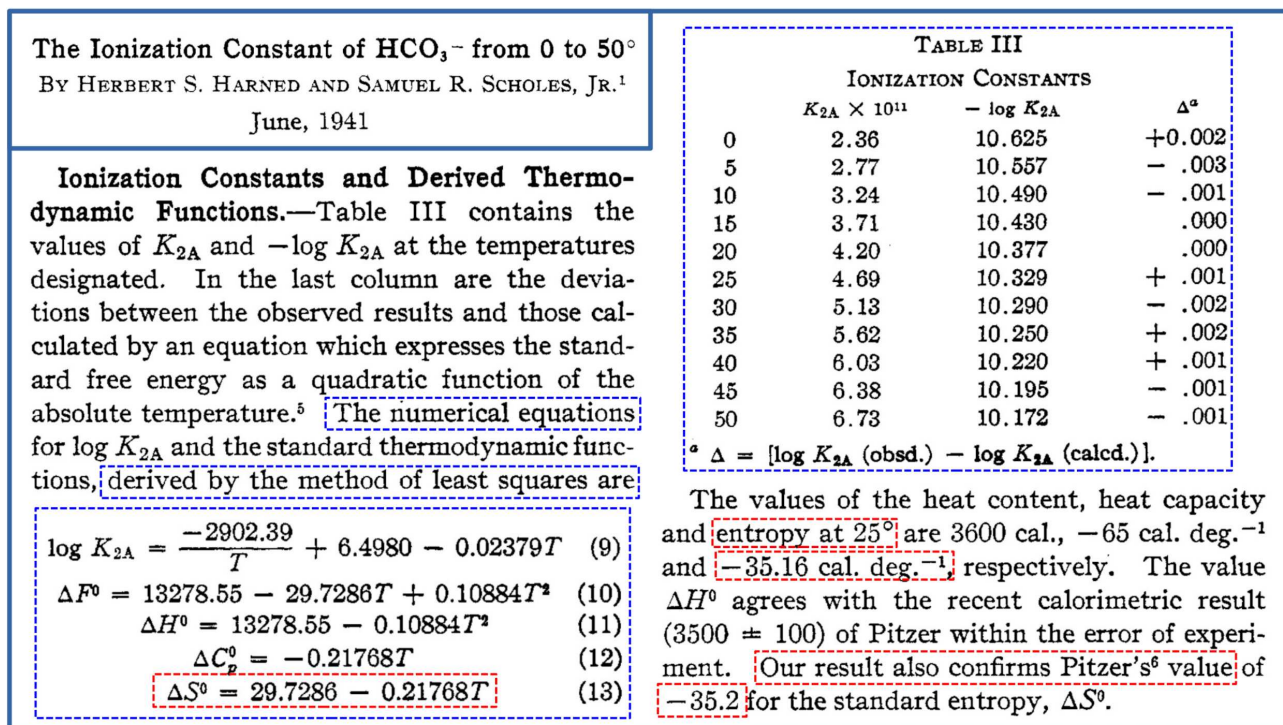 The Ionization Constant of HCO₃⁻ from 0 to 50°
BY HERBERT S. HARNED AND SAMUEL R. SCHOLES, JR.¹
June, 1941
Ionization Constants and Derived Thermo-
dynamic Functions.—Table III contains the
values of K₂A and −log K₂A at the temperatures
designated. In the last column are the devia-
tions between the observed results and those cal-
culated by an equation which expresses the stand-
ard free energy as a quadratic function of the
absolute temperature.⁵ The numerical equations
for log K₂A and the standard thermodynamic func-
tions, derived by the method of least squares are
log K₂A = −2902.39/T + 6.4980 − 0.02379T (9)
ΔF⁰ = 13278.55 − 29.7286T + 0.10884T² (10)
ΔH⁰ = 13278.55 − 0.10884T² (11)
ΔC⁰p = −0.21768T (12)
ΔS⁰ = 29.7286 − 0.21768T (13)
TABLE III
IONIZATION CONSTANTS
K₂A × 10¹¹ − log K₂A Δᵃ
0 2.36 10.625 +0.002
5 2.77 10.557 − .003
10 3.24 10.490 − .001
15 3.71 10.430 .000
20 4.20 10.377 .000
25 4.69 10.329 + .001
30 5.13 10.290 − .002
35 5.62 10.250 + .002
40 6.03 10.220 + .001
45 6.38 10.195 − .001
50 6.73 10.172 − .001
ᵃ Δ = [log K₂A (obsd.) − log K₂A (calcd.)].
The values of the heat content, heat capacity
and entropy at 25° are 3600 cal., −65 cal. deg.⁻¹
and −35.16 cal. deg.⁻¹, respectively. The value
ΔH⁰ agrees with the recent calorimetric result
(3500 ± 100) of Pitzer within the error of experi-
ment. Our result also confirms Pitzer's⁶ value of
−35.2 for the standard entropy, ΔS⁰.